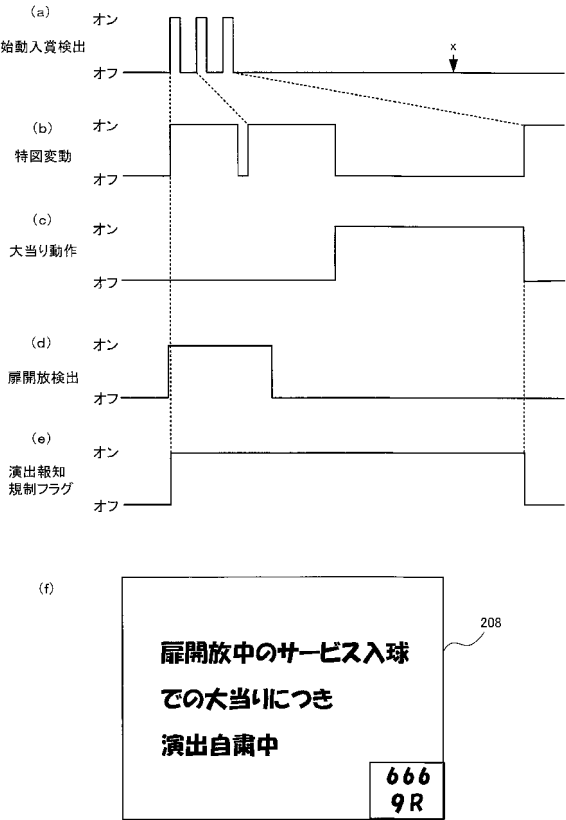 (a)
始動入賞検出
オン
オフ
x
(b)
特図変動
オン
オフ
(c)
大当り動作
オン
オフ
(d)
扉開放検出
オン
オフ
(e)
演出報知
規制フラグ
オン
オフ
(f)
208
扉開放中のサービス入球
での大当りにつき
演出自粛中
666
9R